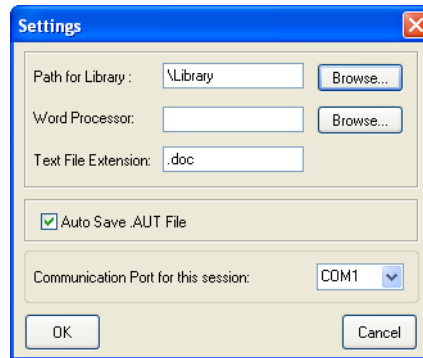 Settings
Path for Library : \Library Browse...
Word Processor: Browse...
Text File Extension: .doc
Auto Save .AUT File
Communication Port for this session: COM1
OK Cancel